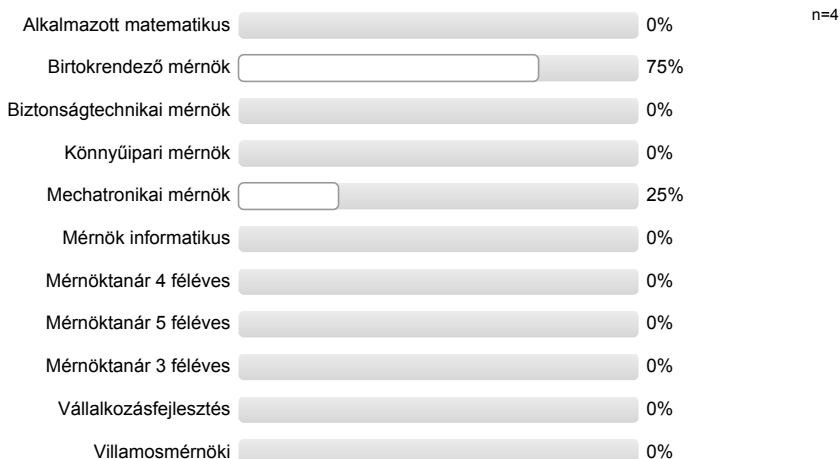 n=4
Alkalmazott matematikus 0%
Birtokrendező mérnök 75%
Biztonságtechnikai mérnök 0%
Könnyűipari mérnök 0%
Mechatronikai mérnök 25%
Mérnök informatikus 0%
Mérnöktanár 4 féléves 0%
Mérnöktanár 5 féléves 0%
Mérnöktanár 3 féléves 0%
Vállalkozásfejlesztés 0%
Villamosmérnöki 0%